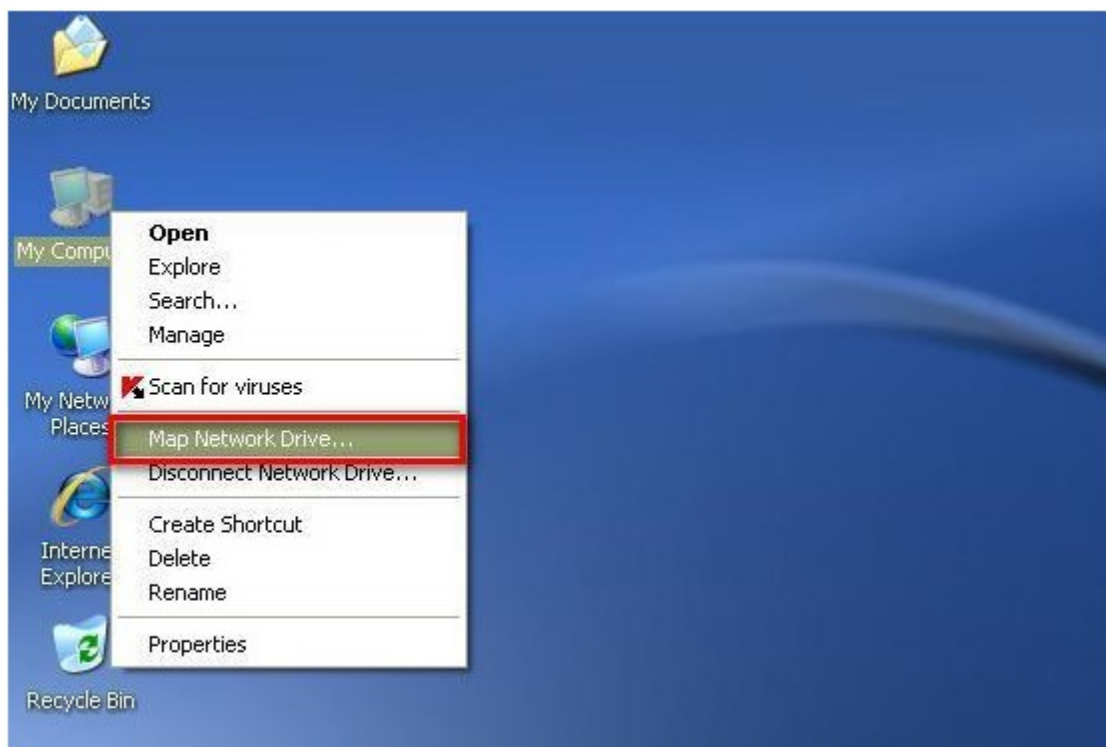 My Documents
My Compu
Open
Explore
Search...
Manage
Scan for viruses
My Netw
Places
Map Network Drive...
Disconnect Network Drive...
Interne
Explore
Create Shortcut
Delete
Rename
Properties
Recycle Bin